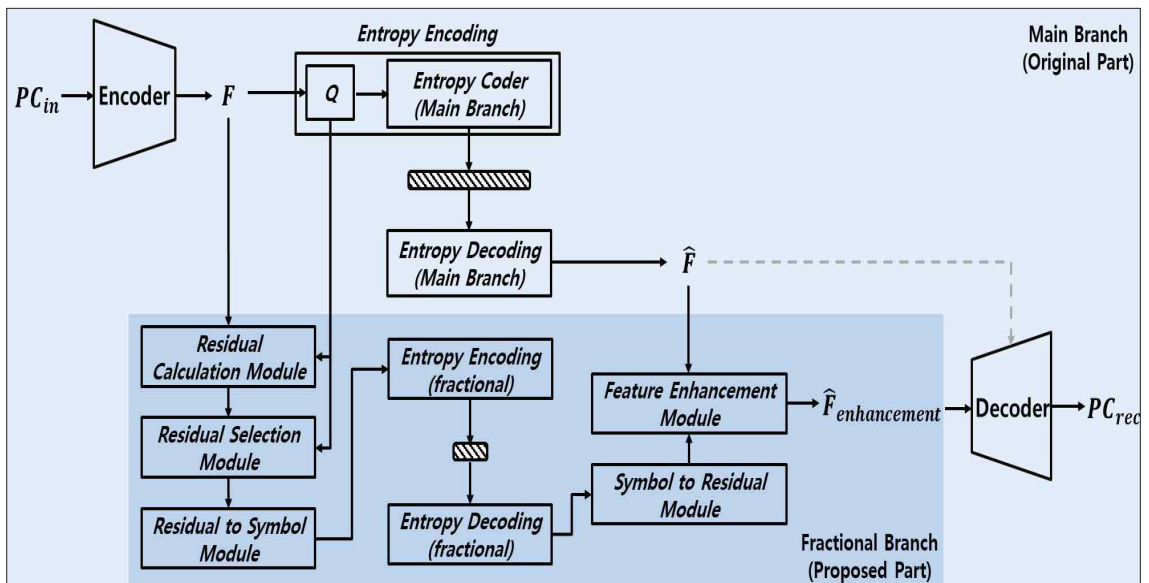 Entropy Encoding
Main Branch
(Original Part)
PC_in
Encoder
F
Q
Entropy Coder
(Main Branch)
Entropy Decoding
(Main Branch)
F̂
Residual
Calculation Module
Entropy Encoding
(fractional)
Feature Enhancement
Module
F̂_enhancement
Decoder
PC_rec
Residual Selection
Module
Symbol to Residual
Module
Residual to Symbol
Module
Entropy Decoding
(fractional)
Fractional Branch
(Proposed Part)